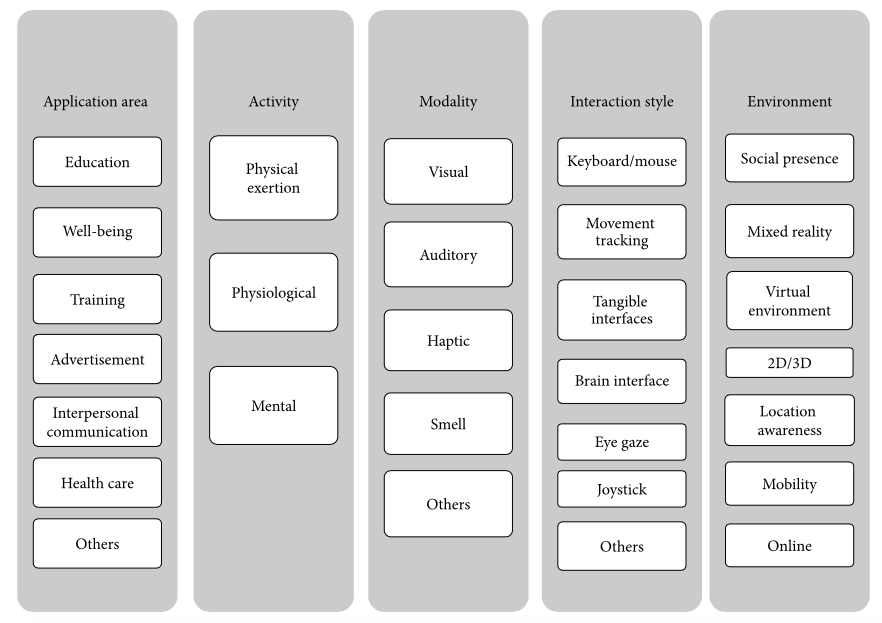 Application area
Education
Well-being
Training
Advertisement
Interpersonal
communication
Health care
Others
Activity
Physical
exertion
Physiological
Mental
Modality
Visual
Auditory
Haptic
Smell
Others
Interaction style
Keyboard/mouse
Movement
tracking
Tangible
interfaces
Brain interface
Eye gaze
Joystick
Others
Environment
Social presence
Mixed reality
Virtual
environment
2D/3D
Location
awareness
Mobility
Online